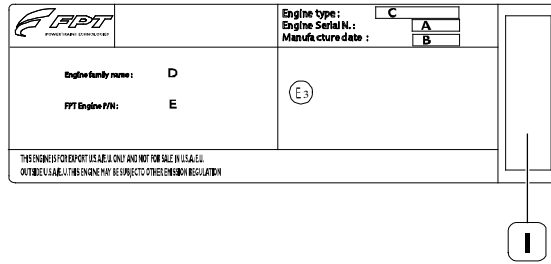 FPT
POWERTRAIN TECHNOLOGIES
Engine type : C
Engine Serial N. : A
Manufacture date : B
Engine family name : D
FPT Engine P/N : E
E3
THIS ENGINE IS FOR EXPORT U.S.A./E.U. ONLY AND NOT FOR SALE IN U.S.A./E.U.
OUTSIDE U.S.A./E.U. THIS ENGINE MAY BE SUBJEC TO OTHER EMISSION REGULATION
I